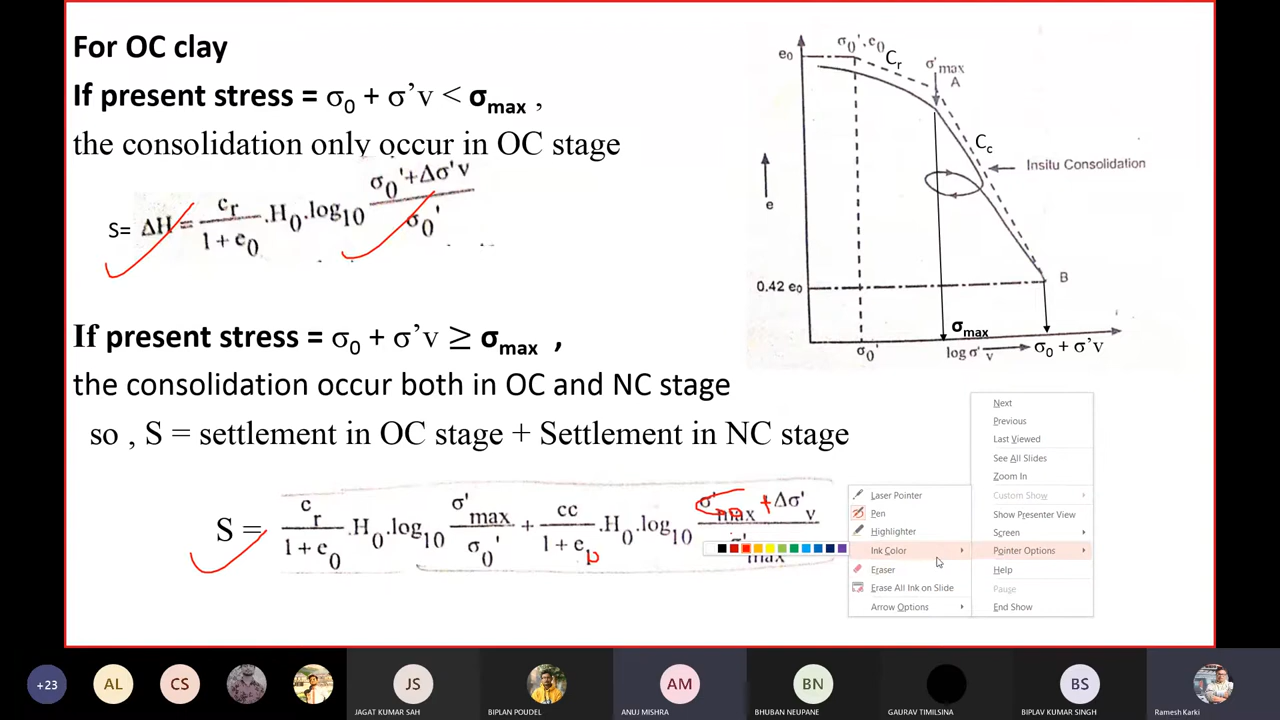 For OC clay
If present stress = σ₀ + σ’v < σmax ,
the consolidation only occur in OC stage
S= ΔH = cr / 1 + e0 .H0.log10 σ0'+Δσ'v / σ0'
If present stress = σ₀ + σ’v ≥ σmax ,
the consolidation occur both in OC and NC stage
so , S = settlement in OC stage + Settlement in NC stage
S = cr / 1 + e0 .H0.log10 σ'max / σ0' + cc / 1 + ep .H0.log10 σ'max + Δσ'v / max
σ0'.e0
e0
Cr
σ'max
A
Cc
Insitu Consolidation
e
0.42 e0
B
σmax
σ0'
log σ'v
σ₀ + σ’v
Next
Previous
Last Viewed
See All Slides
Zoom In
Custom Show
Show Presenter View
Screen
Pointer Options
Help
Pause
End Show
Laser Pointer
Pen
Highlighter
Ink Color
Eraser
Erase All Ink on Slide
Arrow Options
+23
AL
CS
JS
JAGAT KUMAR SAH
BIPLAN POUDEL
AM
ANUJ MISHRA
BN
BHUBAN NEUPANE
GAURAV TIMILSINA
BS
BIPLAV KUMAR SINGH
Ramesh Karki